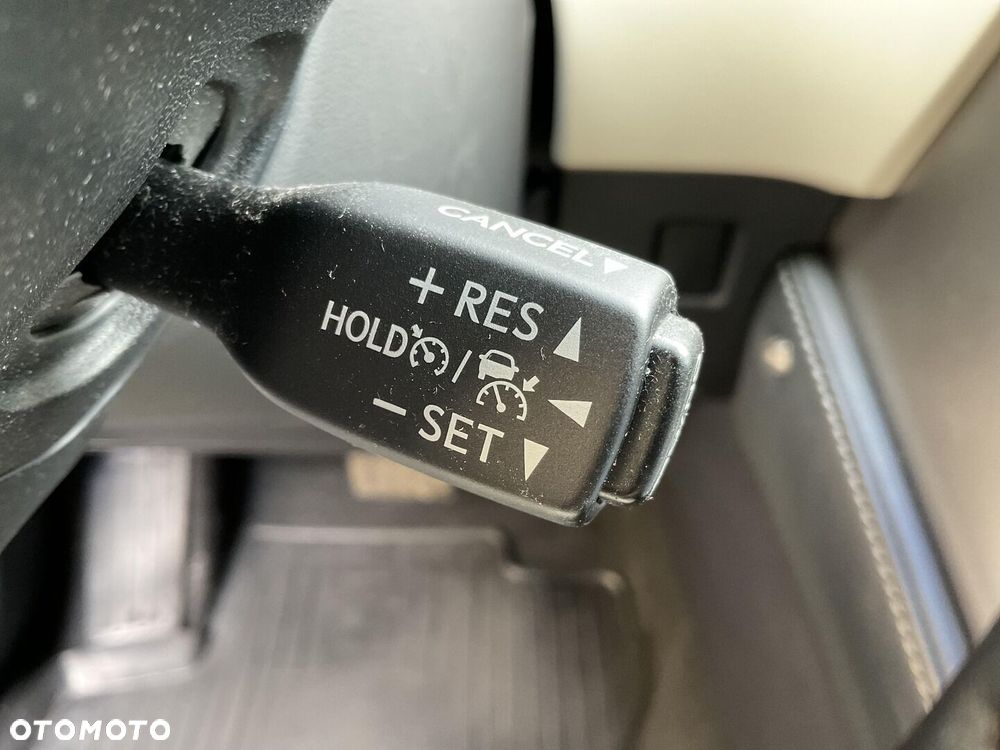 CANCEL
+ RES
HOLD /
- SET
OTOMOTO